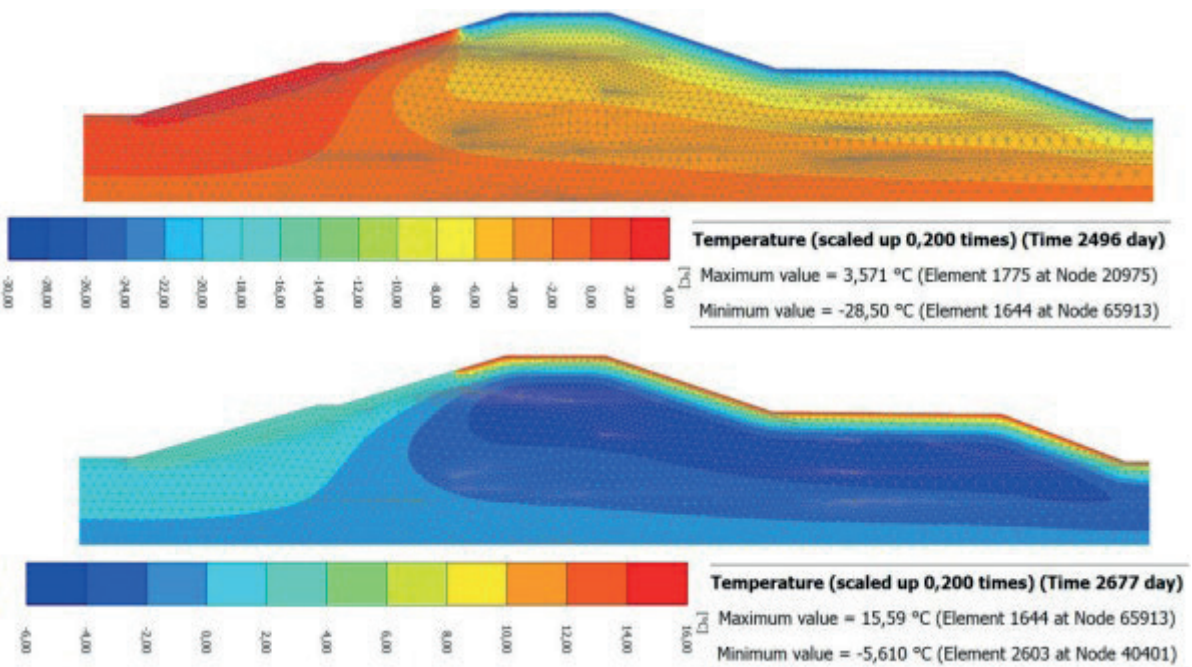 -30,00 -28,00 -26,00 -24,00 -22,00 -20,00 -18,00 -16,00 -14,00 -12,00 -10,00 -8,00 -6,00 -4,00 -2,00 0,00 2,00 4,00
[°C]
Temperature (scaled up 0,200 times) (Time 2496 day)
Maximum value = 3,571 °C (Element 1775 at Node 20975)
Minimum value = -28,50 °C (Element 1644 at Node 65913)
-6,00 -4,00 -2,00 0,00 2,00 4,00 6,00 8,00 10,00 12,00 14,00 16,00
[°C]
Temperature (scaled up 0,200 times) (Time 2677 day)
Maximum value = 15,59 °C (Element 1644 at Node 65913)
Minimum value = -5,610 °C (Element 2603 at Node 40401)